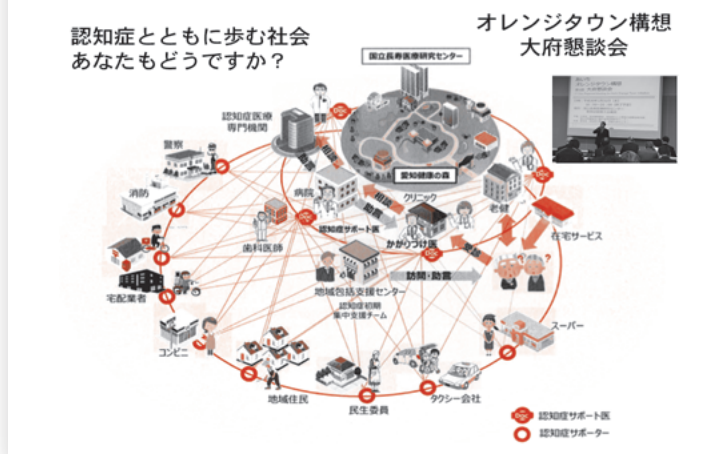 認知症とともに歩む社会
あなたもどうですか？
オレンジタウン構想
大府懇談会
国立長寿医療研究センター
認知症医療
専門機関
警察
愛知健康の森
消防
病院
相談
助言
クリニック
老健
認知症サポート医
歯科医師
かかりつけ医
在宅サービス
宅配業者
訪問・助言
地域包括支援センター
認知症初期
集中支援チーム
コンビニ
スーパー
地域住民
民生委員
タクシー会社
認知症サポート医
認知症サポーター